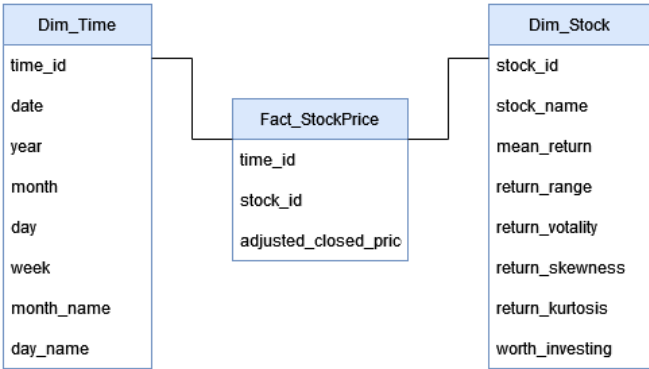 Dim_Time
time_id
date
year
month
day
week
month_name
day_name
Fact_StockPrice
time_id
stock_id
adjusted_closed_pric
Dim_Stock
stock_id
stock_name
mean_return
return_range
return_votality
return_skewness
return_kurtosis
worth_investing